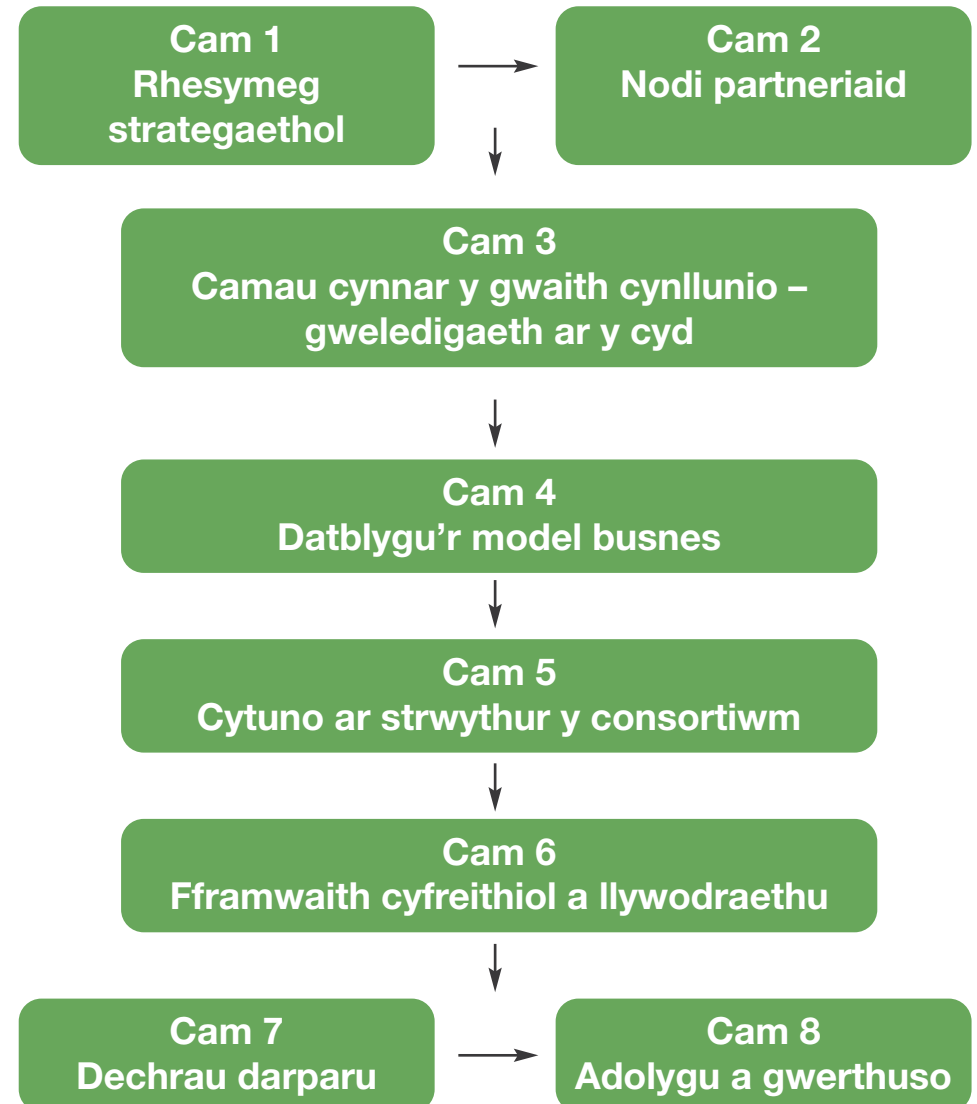 Cam 1
Rhesymeg
strategaethol
Cam 2
Nodi partneriaid
Cam 3
Camau cynnar y gwaith cynllunio –
gweledigaeth ar y cyd
Cam 4
Datblygu’r model busnes
Cam 5
Cytuno ar strwythur y consortiwm
Cam 6
Fframwaith cyfreithiol a llywodraethu
Cam 7
Dechrau darparu
Cam 8
Adolygu a gwerthuso